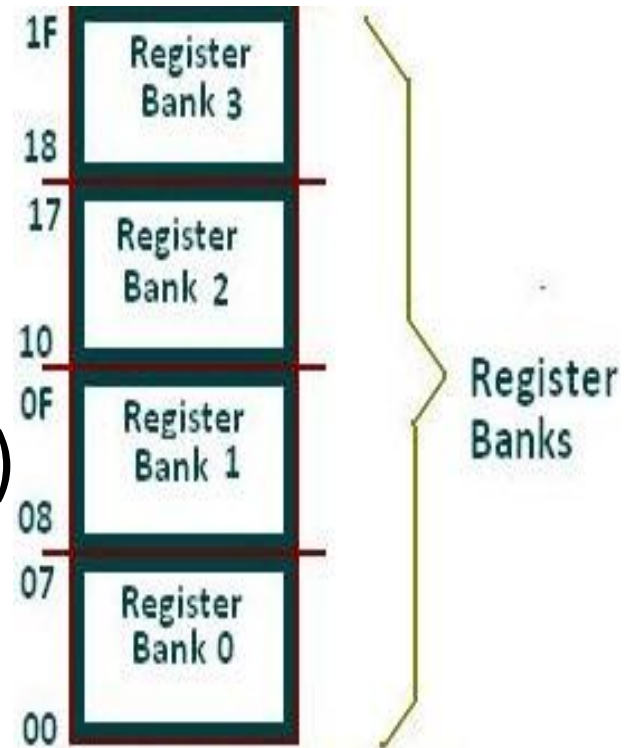 1F
Register
Bank 3
18
17
Register
Bank 2
10
0F
Register
Bank 1
)
08
07
Register
Bank 0
00
Register
Banks